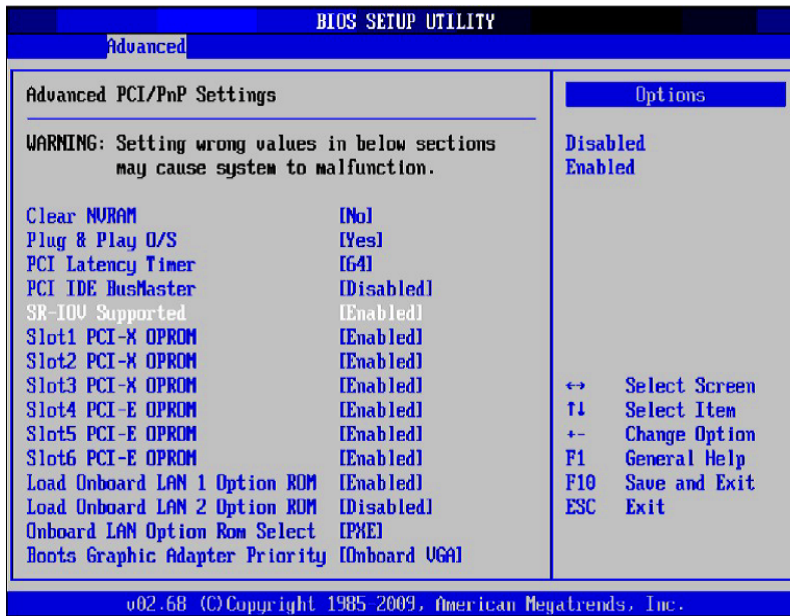 BIOS SETUP UTILITY
Advanced
Advanced PCI/PnP Settings
WARNING: Setting wrong values in below sections
may cause system to malfunction.
Clear NVRAM [No]
Plug & Play O/S [Yes]
PCI Latency Timer [64]
PCI IDE BusMaster [Disabled]
SR-IOV Supported [Enabled]
Slot1 PCI-X OPROM [Enabled]
Slot2 PCI-X OPROM [Enabled]
Slot3 PCI-X OPROM [Enabled]
Slot4 PCI-E OPROM [Enabled]
Slot5 PCI-E OPROM [Enabled]
Slot6 PCI-E OPROM [Enabled]
Load Onboard LAN 1 Option ROM [Enabled]
Load Onboard LAN 2 Option ROM [Disabled]
Onboard LAN Option Rom Select [PXE]
Boots Graphic Adapter Priority [Onboard VGA]
Options
Disabled
Enabled
↔ Select Screen
↑↓ Select Item
+- Change Option
F1 General Help
F10 Save and Exit
ESC Exit
v02.68 (C)Copyright 1985-2009, American Megatrends, Inc.